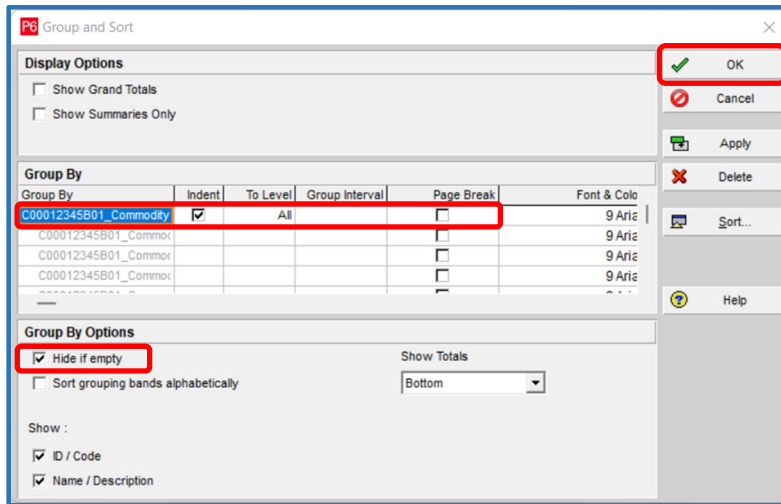 P6 Group and Sort
Display Options
Show Grand Totals
Show Summaries Only
OK
Cancel
Apply
Delete
Sort...
Help
Group By
Group By Indent To Level Group Interval Page Break Font & Colo
C00012345B01_Commodity All 9 Aria
C00012345B01_Commoc 9 Aria
C00012345B01_Commoc 9 Aria
C00012345B01_Commoc 9 Aria
Group By Options
Hide if empty
Sort grouping bands alphabetically
Show Totals
Bottom
Show :
ID / Code
Name / Description